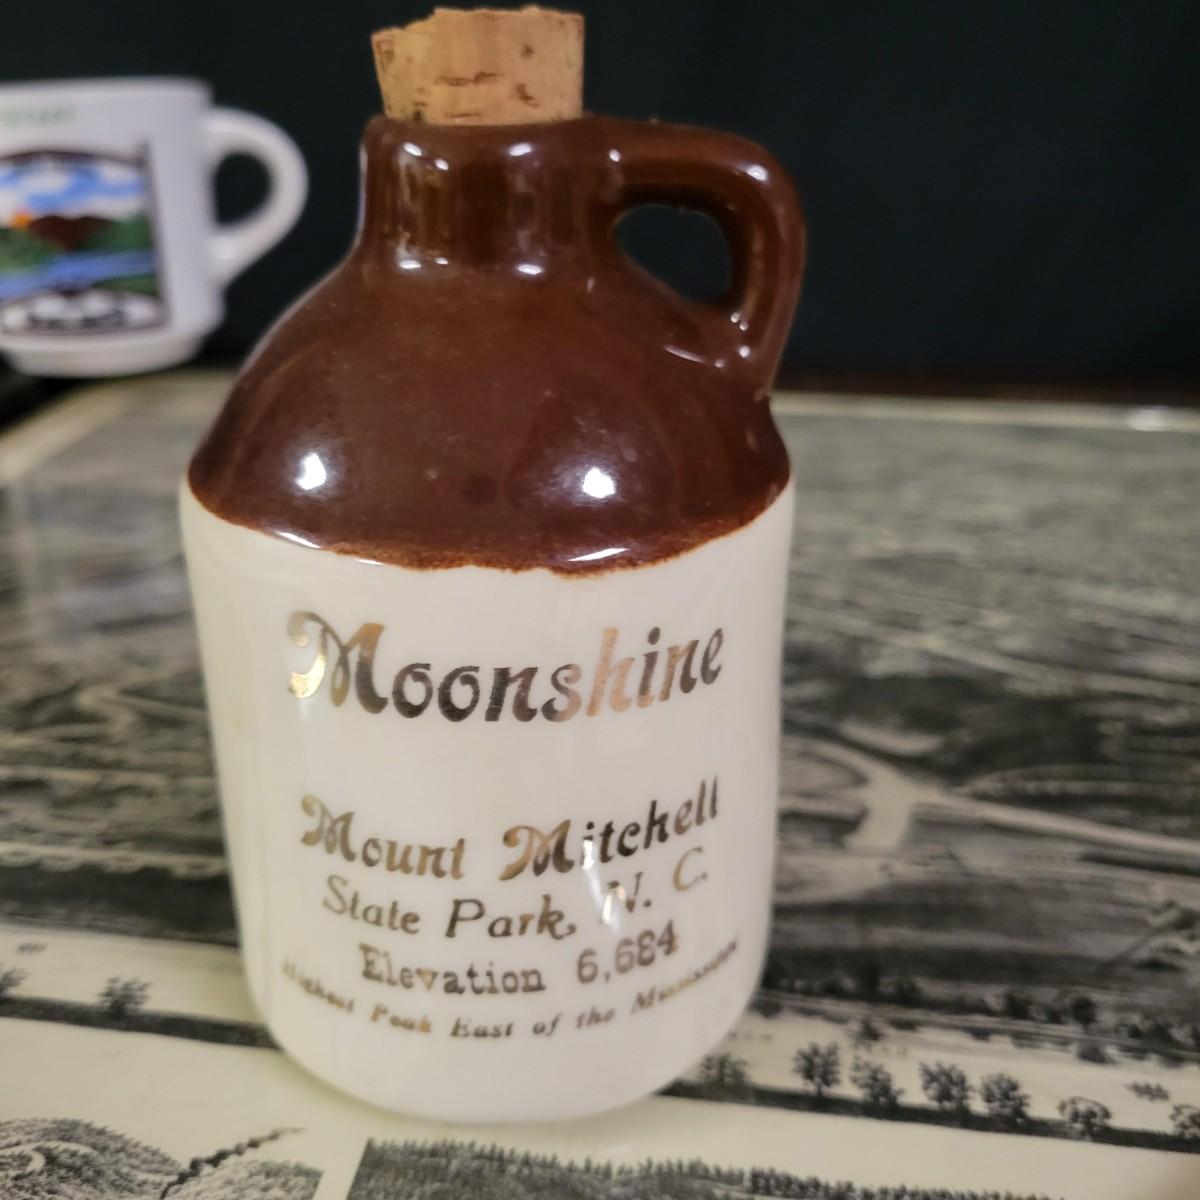 Moonshine
Mount Mitchell
State Park, N. C.
Elevation 6,684
Highest Peak East of the Mississippi